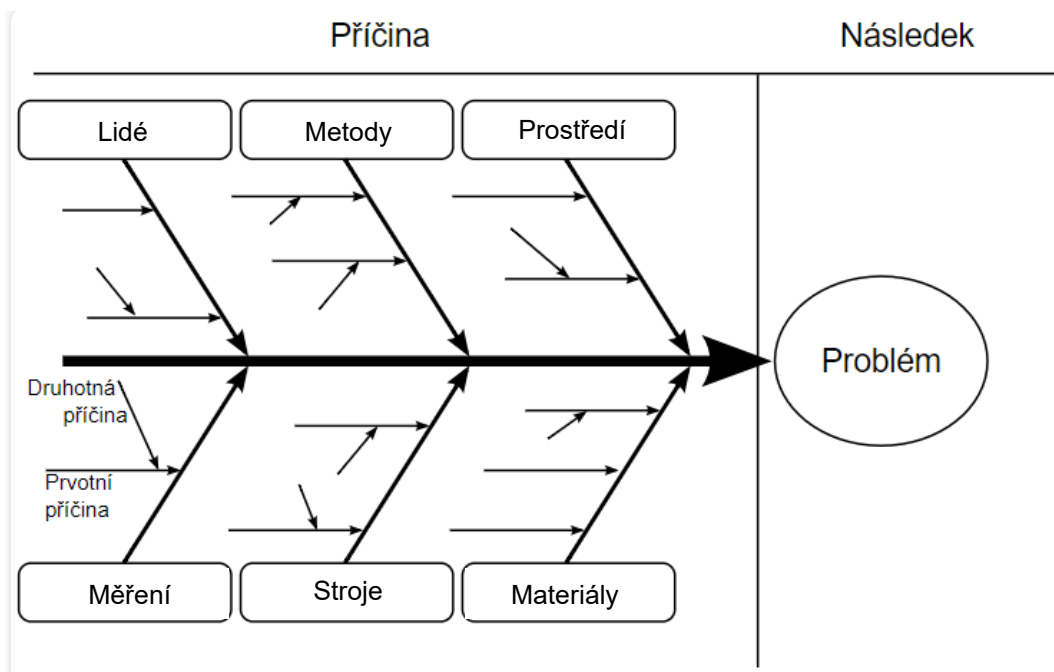 Příčina
Následek
Lidé
Metody
Prostředí
Problém
Druhotná
příčina
Prvotní
příčina
Měření
Stroje
Materiály